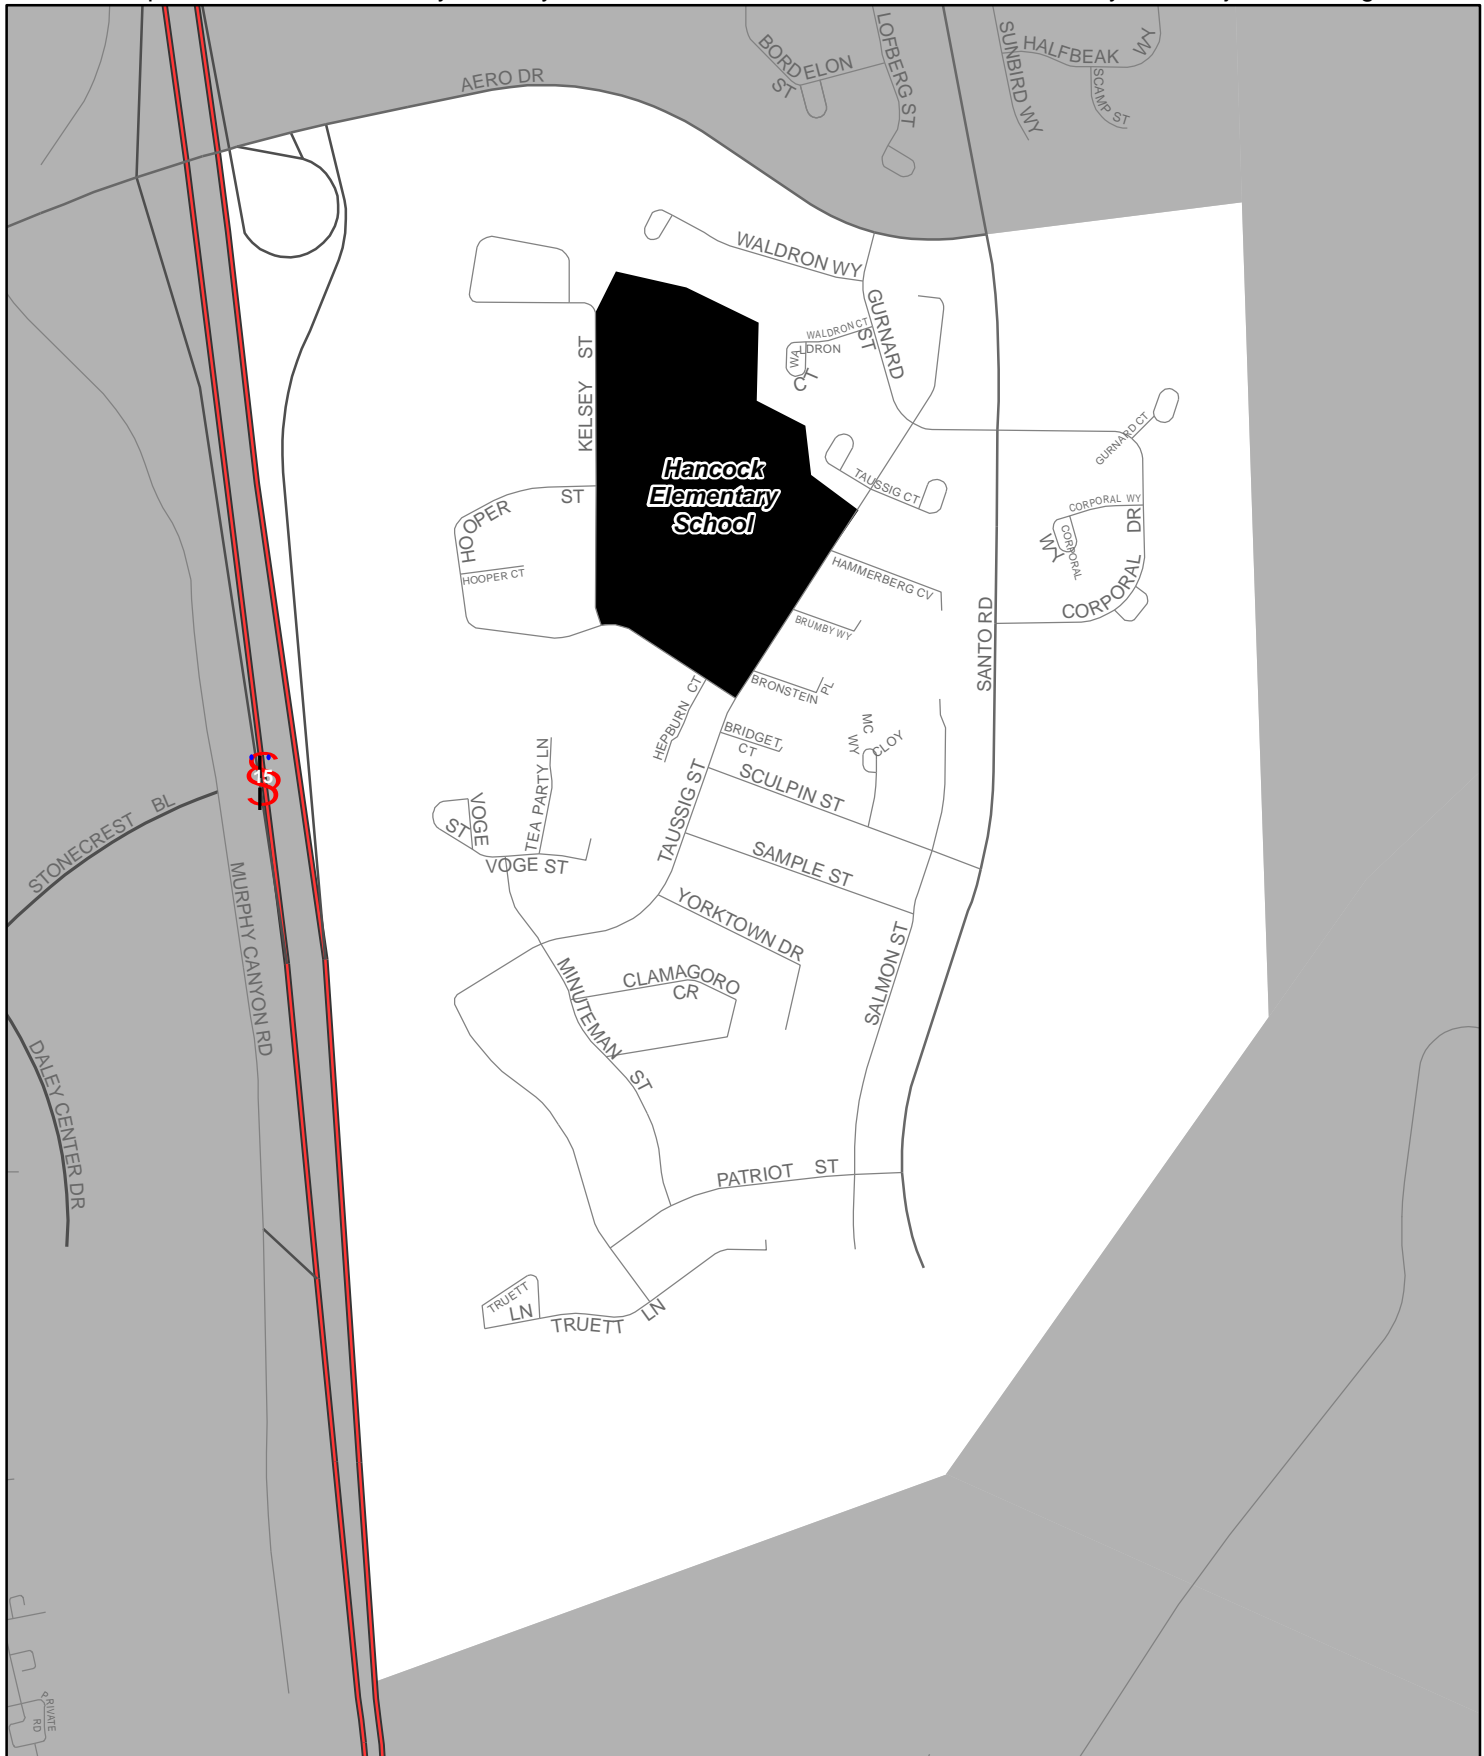 AERO DR
BORDELON
ST
LOFBERG ST
SUNBIRD WY
HALFBEAK WY
SCAMP ST
WALDRON WY
GURNARD
ST
WALDRON CT
WALDRON
CT
KELSEY ST
Hancock
Elementary
School
GURNARD CT
TAUSSIG CT
CORPORAL WY
CORPORAL
WY
CORPORAL DR
HOOPER ST
HOOPER CT
HAMMERBERG CV
BRUMBY WY
SANTO RD
BRONSTEIN PL
HEPBURN CT
BRIDGET
CT
MC CLOY
WY
SCULPIN ST
TAUSSIG ST
TEA PARTY LN
VOGE
ST
VOGE ST
15
STONECREST BL
MURPHY CANYON RD
SAMPLE ST
YORKTOWN DR
SALMON ST
CLAMAGORO
CR
MINUTEMAN ST
DALEY CENTER DR
PATRIOT ST
TRUETT
LN
TRUETT LN
PRIVATE
RD